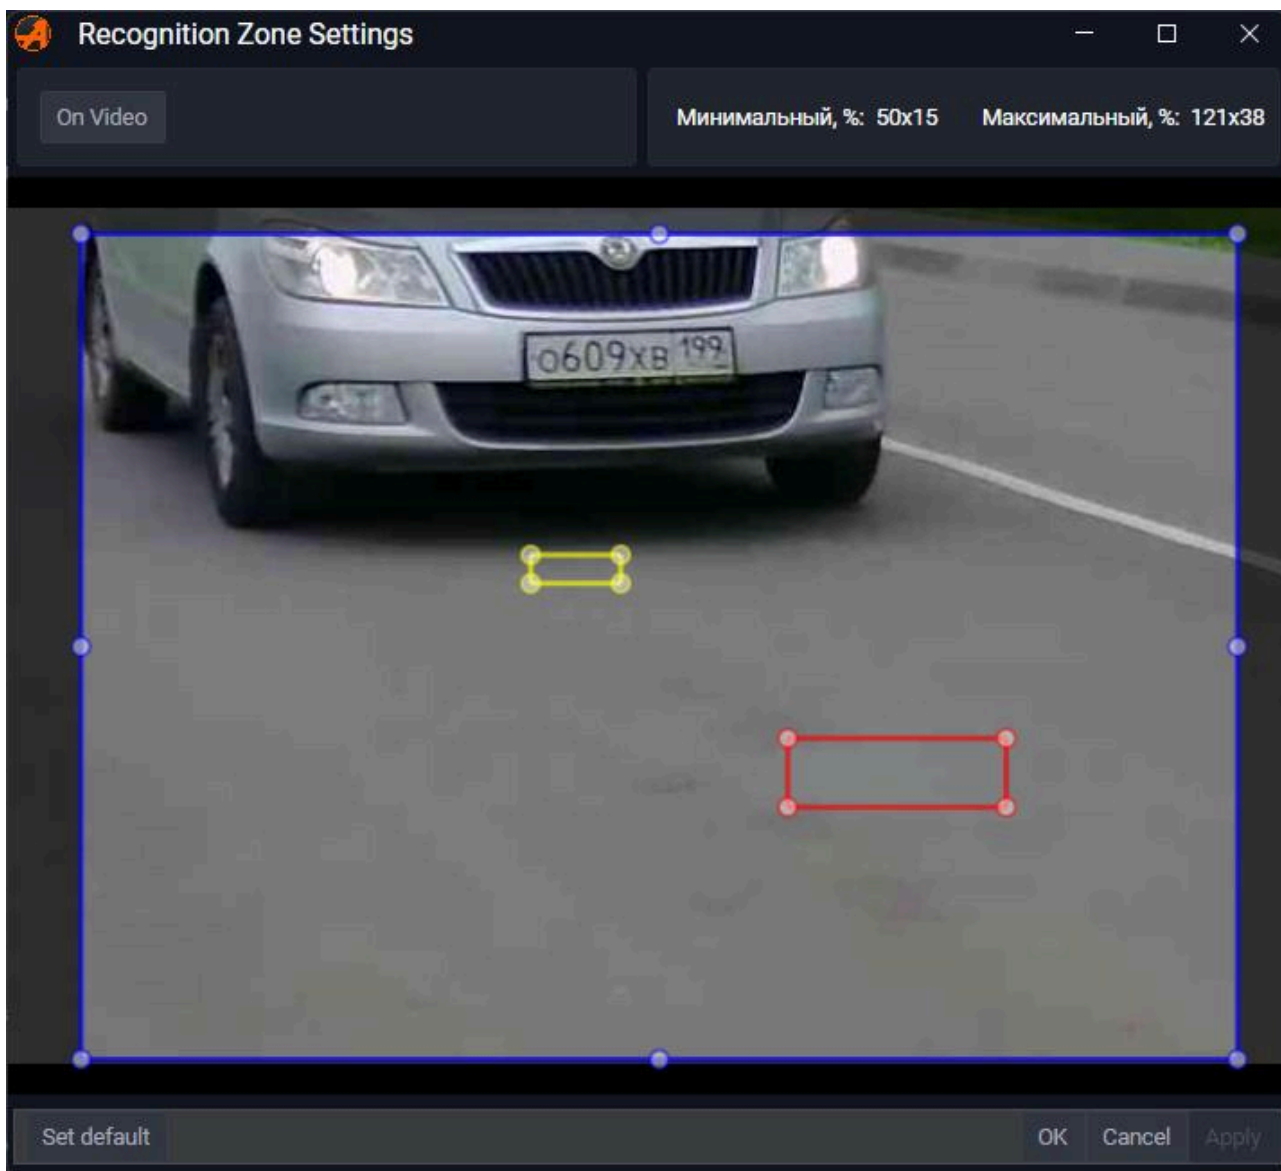 Recognition Zone Settings
On Video
Минимальный, %: 50x15 Максимальный, %: 121x38
о609хв 199
Set default
OK Cancel Apply